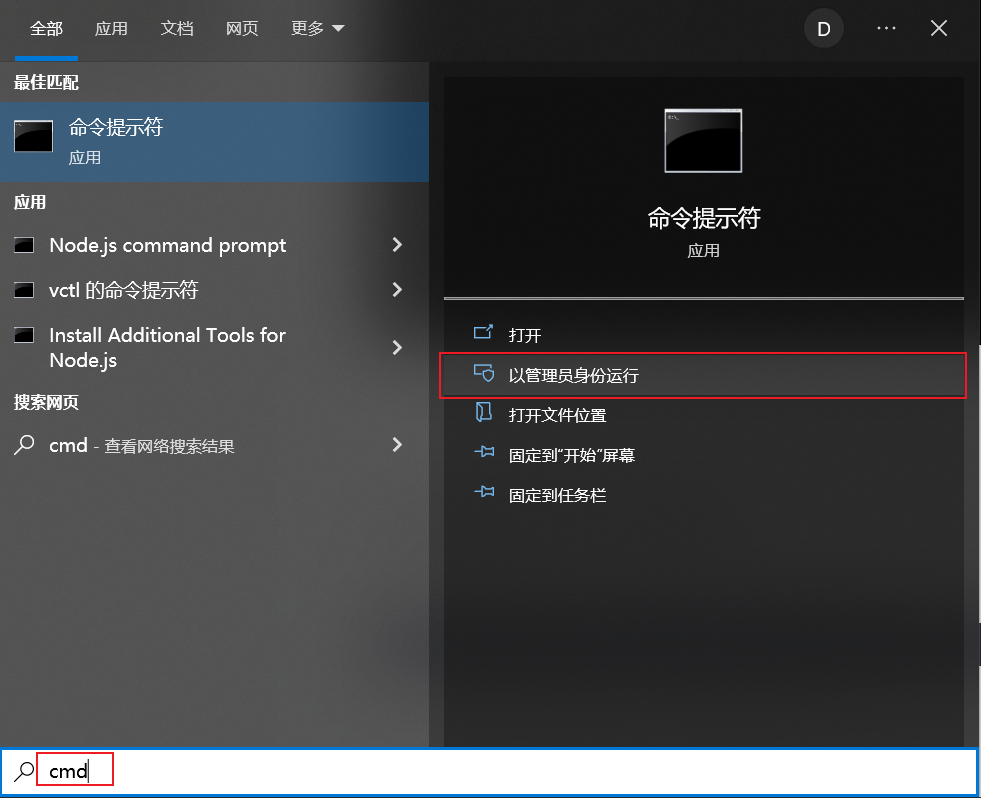 全部 应用 文档 网页 更多 D ···
最佳匹配
命令提示符
应用
应用
Node.js command prompt
vctl 的命令提示符
Install Additional Tools for
Node.js
搜索网页
cmd - 查看网络搜索结果
命令提示符
应用
打开
以管理员身份运行
打开文件位置
固定到“开始”屏幕
固定到任务栏
cmd